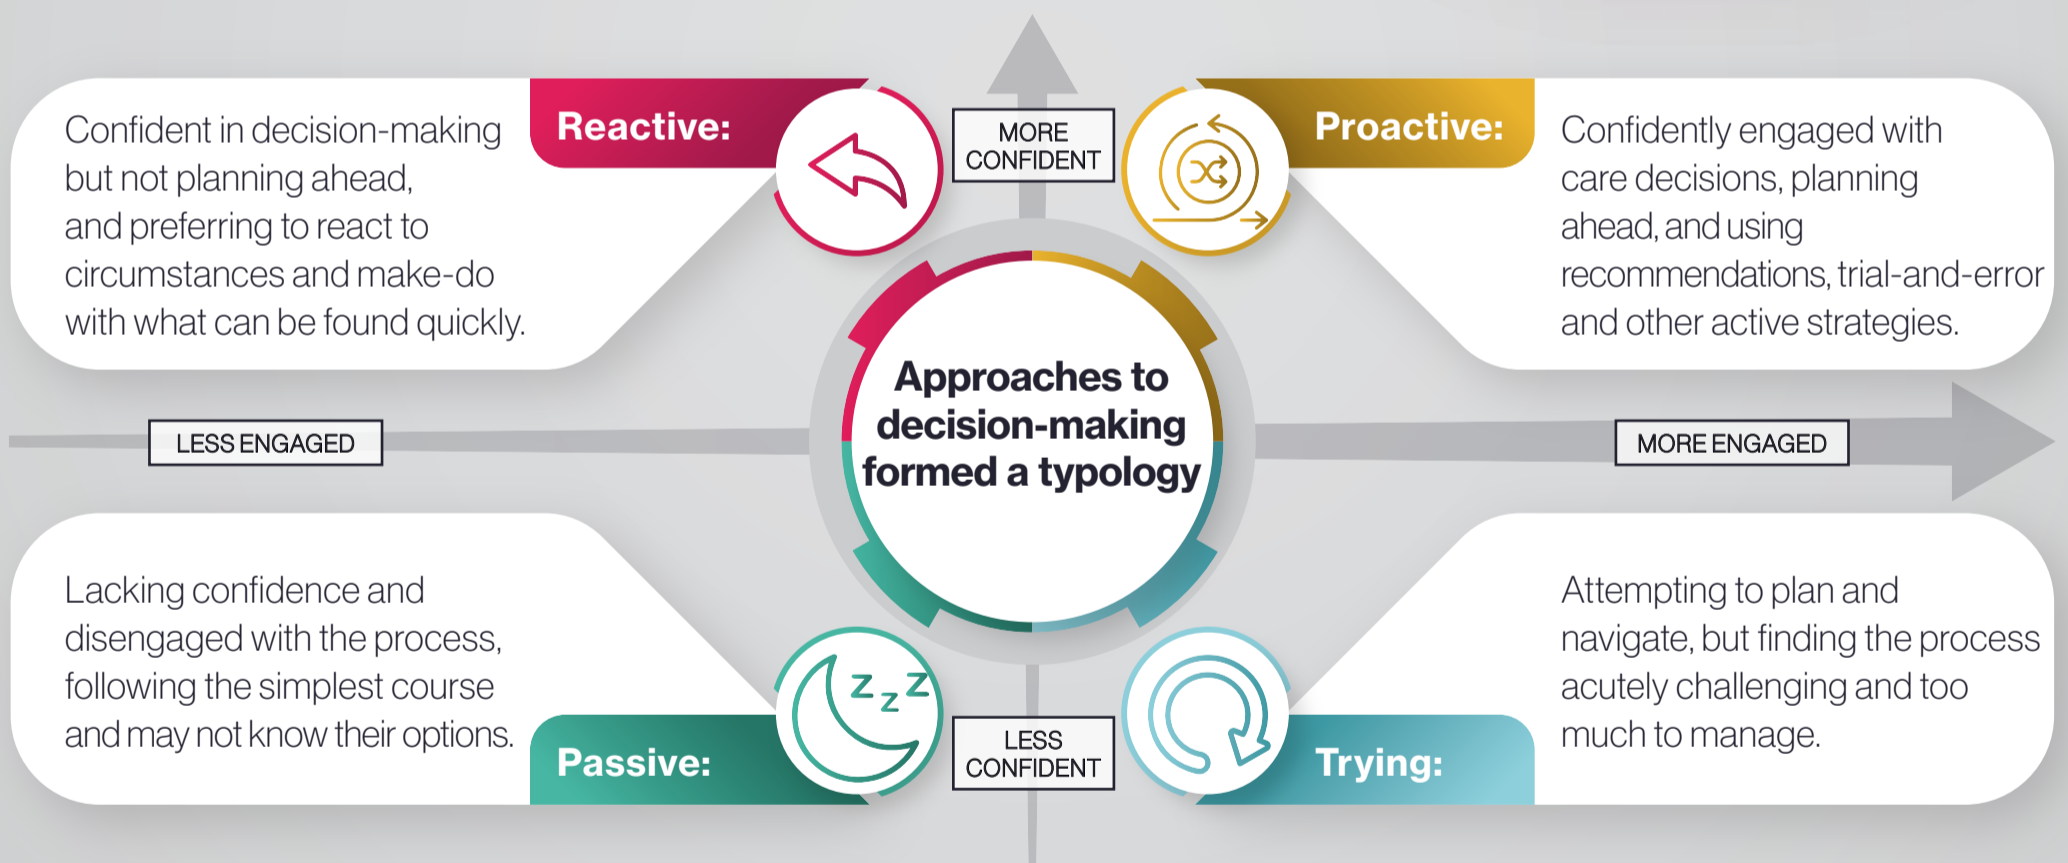 Reactive:
Confident in decision-making
but not planning ahead,
and preferring to react to
circumstances and make-do
with what can be found quickly.
MORE
CONFIDENT
Proactive:
Confidently engaged with
care decisions, planning
ahead, and using
recommendations, trial-and-error
and other active strategies.
LESS ENGAGED
Approaches to
decision-making
formed a typology
MORE ENGAGED
Lacking confidence and
disengaged with the process,
following the simplest course
and may not know their options.
Passive:
z z z
LESS
CONFIDENT
Trying:
Attempting to plan and
navigate, but finding the process
acutely challenging and too
much to manage.